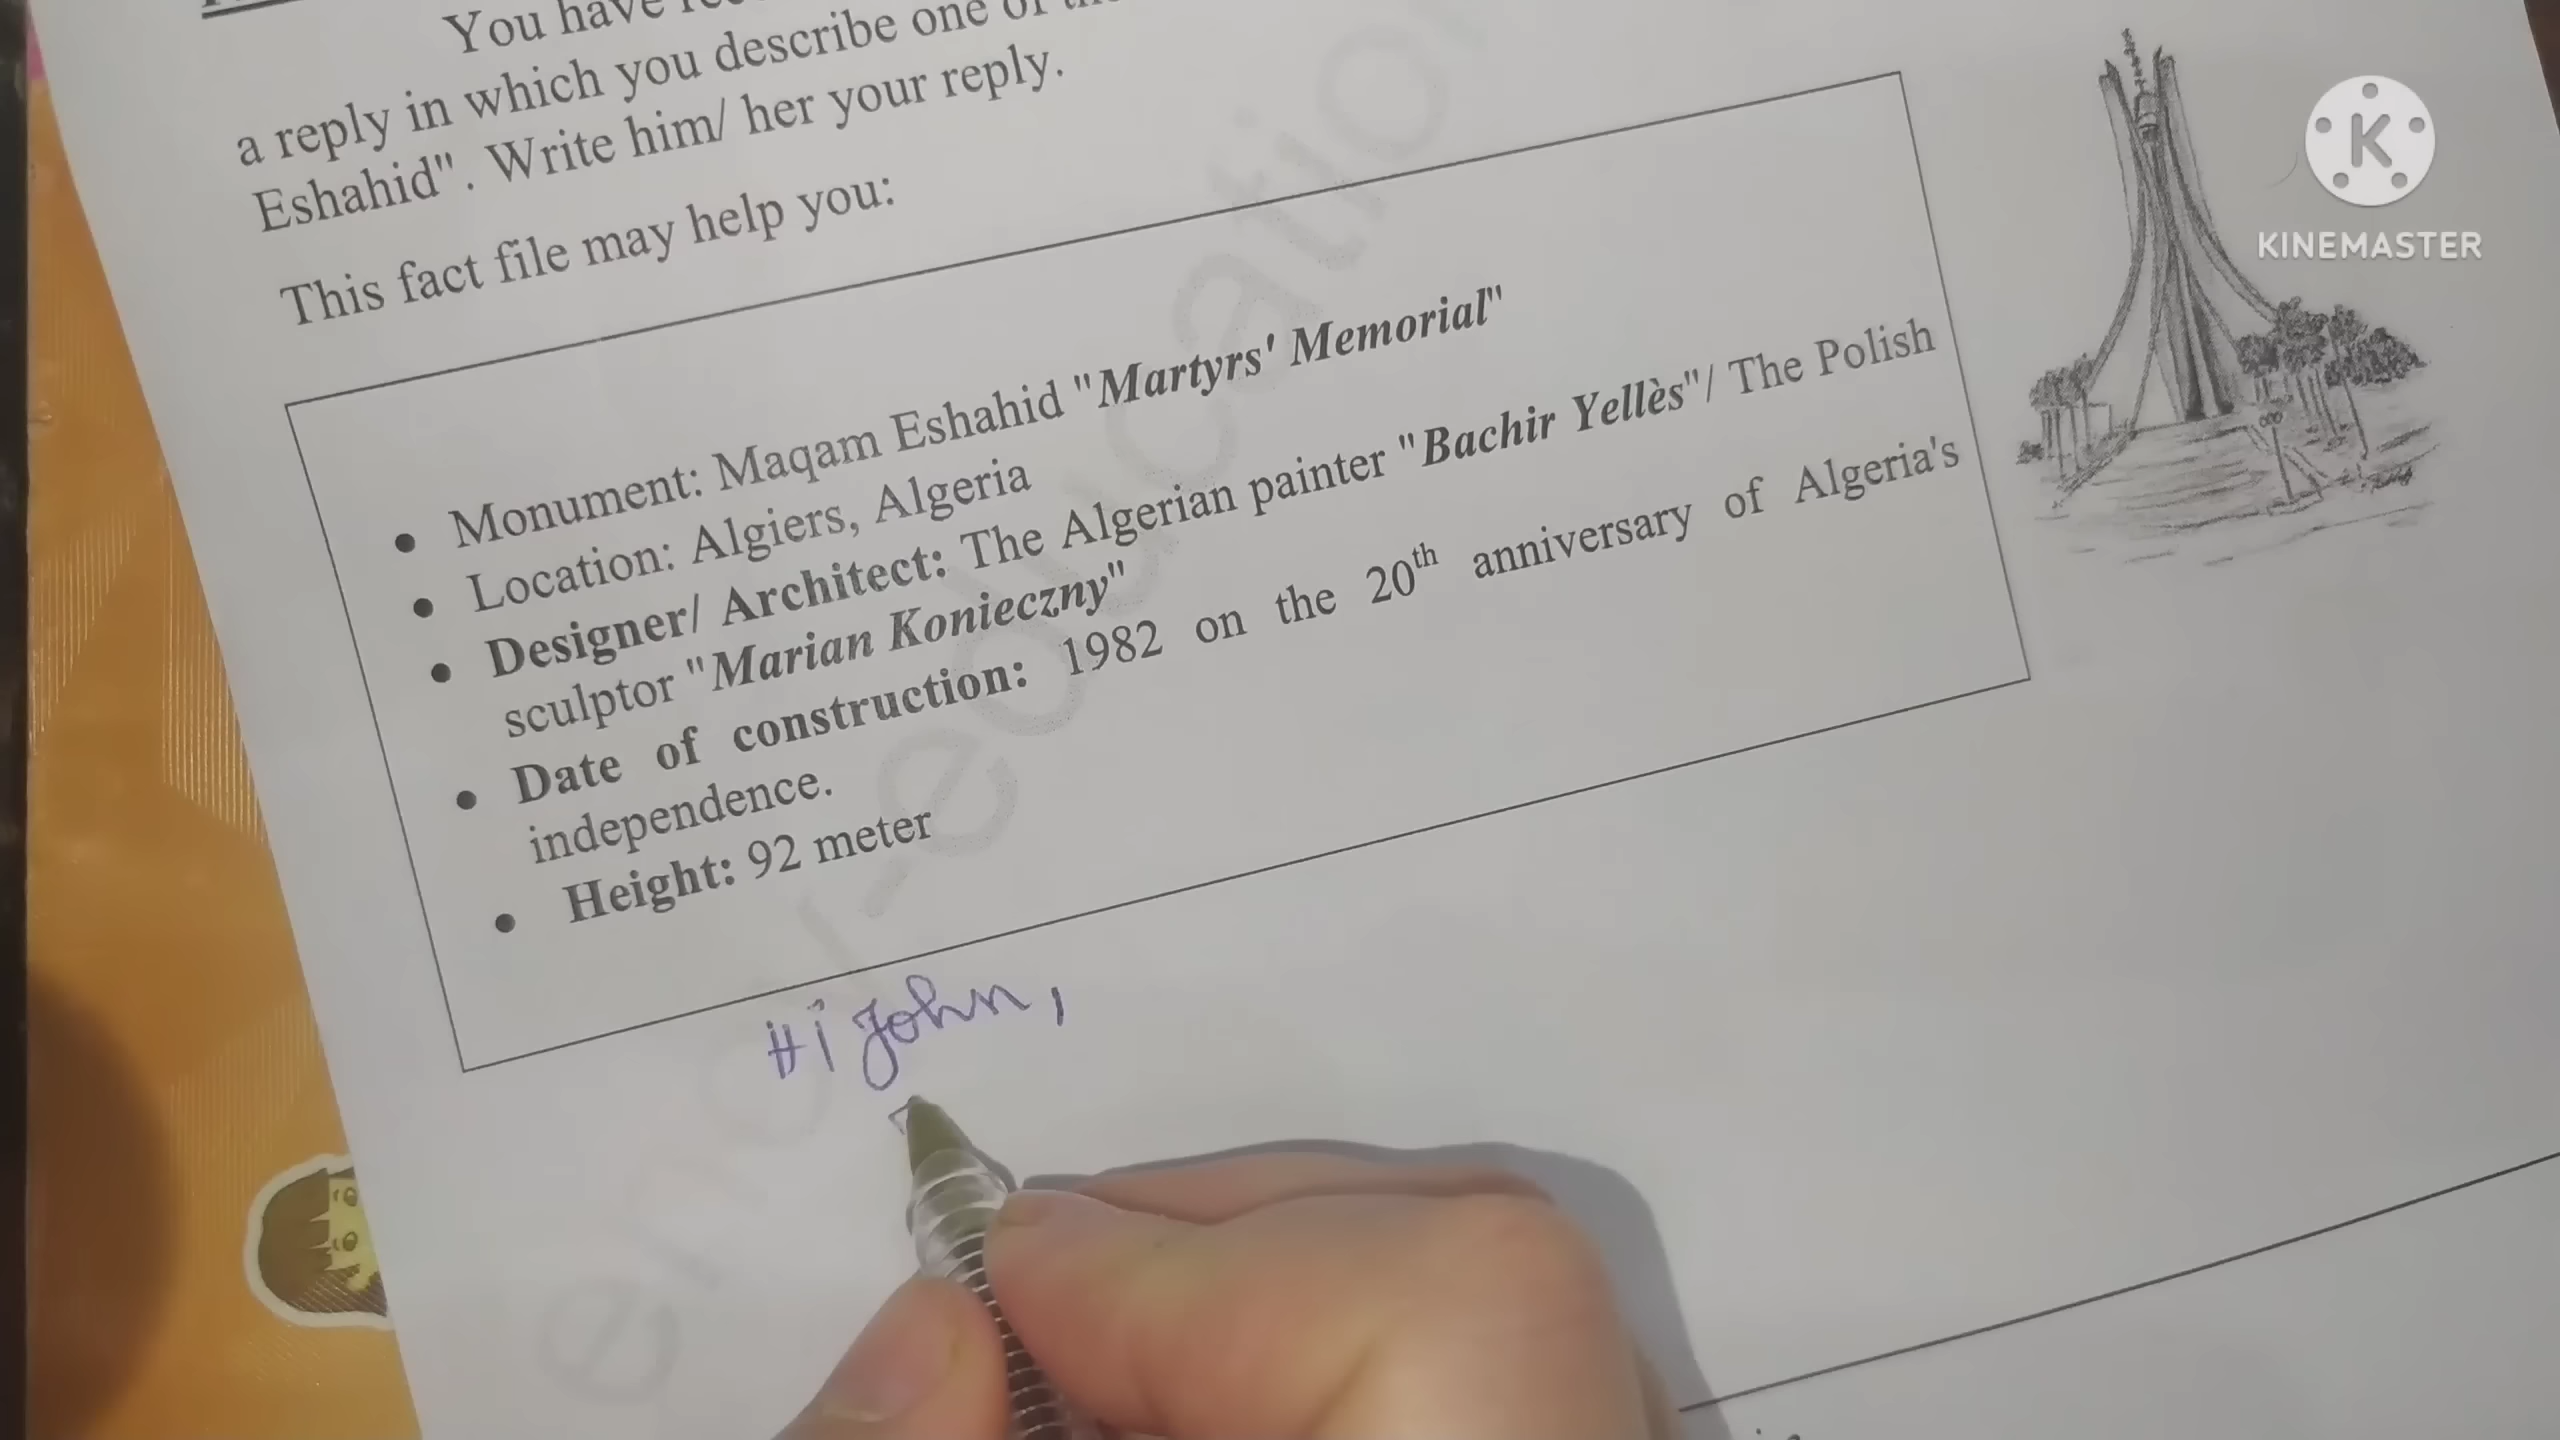 You have
a reply in which you describe one of
Eshahid". Write him/ her your reply.
This fact file may help you:
• Monument: Maqam Eshahid "Martyrs' Memorial"
• Location: Algiers, Algeria
• Designer/ Architect: The Algerian painter "Bachir Yellès"/ The Polish
sculptor "Marian Konieczny"
• Date of construction: 1982 on the 20th anniversary of Algeria's
independence.
• Height: 92 meter
Hi John,
K
KINEMASTER